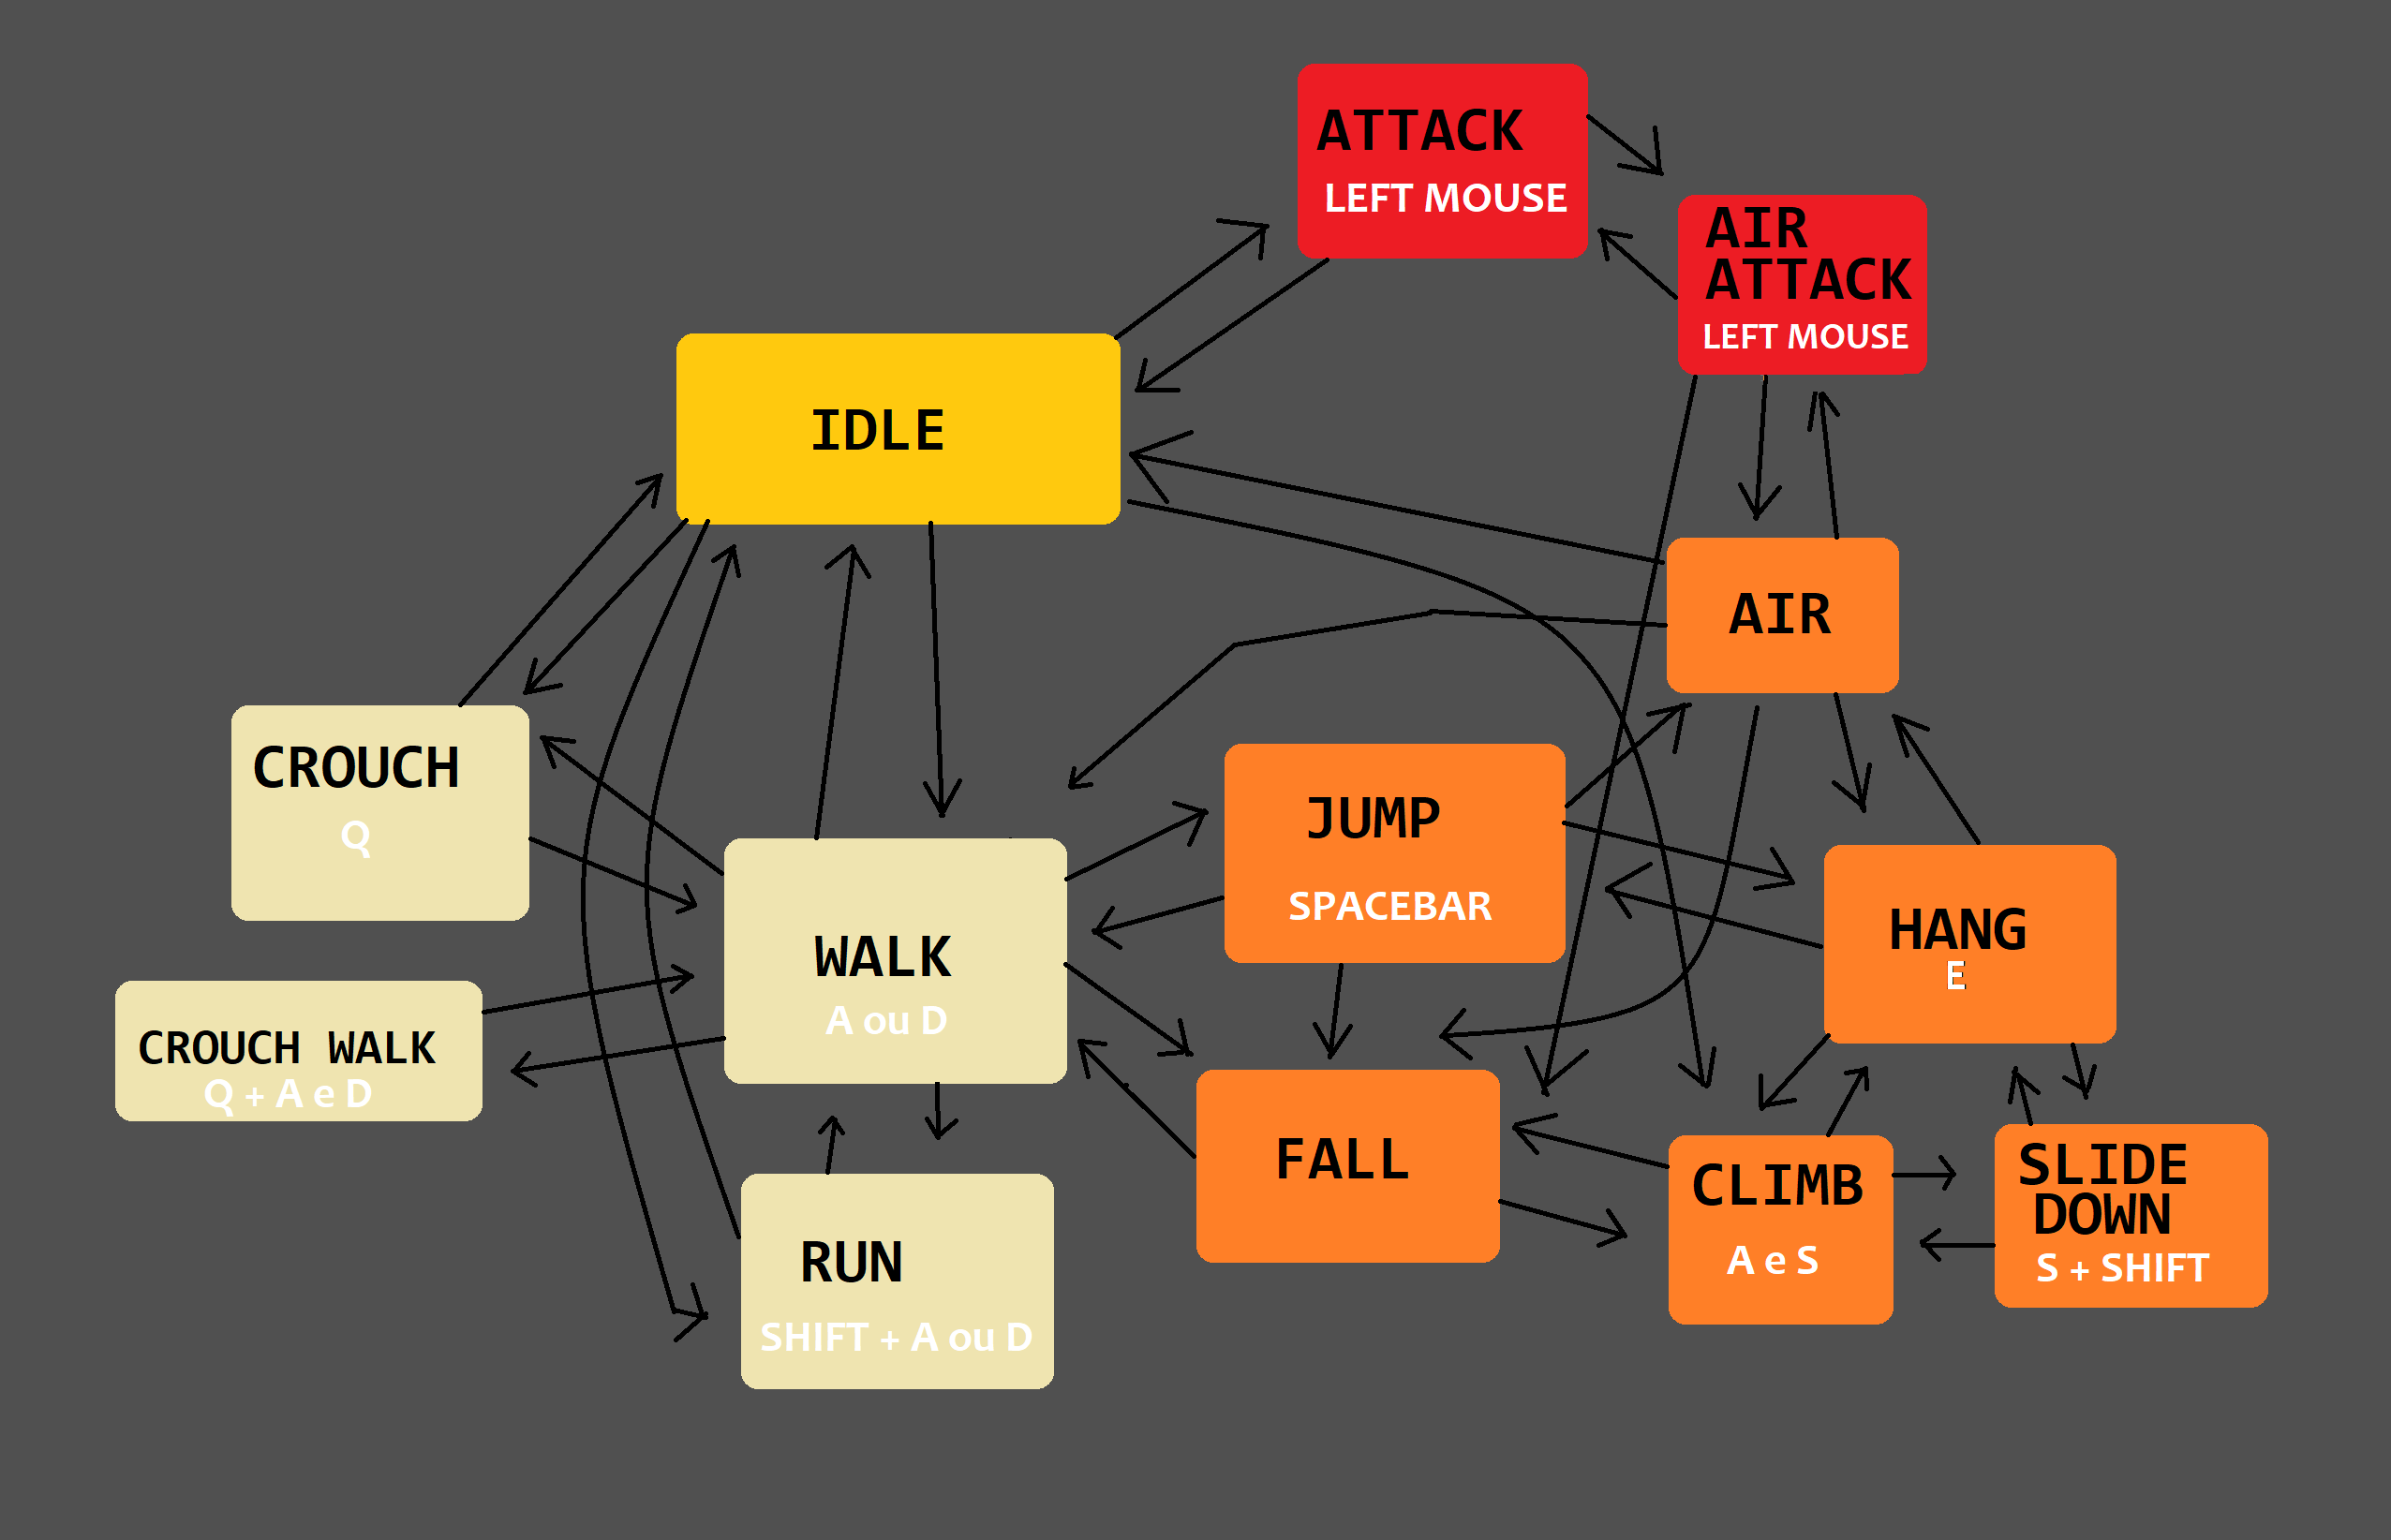 ATTACK
LEFT MOUSE
AIR
ATTACK
LEFT MOUSE
IDLE
AIR
CROUCH
Q
JUMP
SPACEBAR
HANG
E
WALK
A ou D
CROUCH WALK
Q + A e D
FALL
CLIMB
A e S
SLIDE
DOWN
S + SHIFT
RUN
SHIFT + A ou D